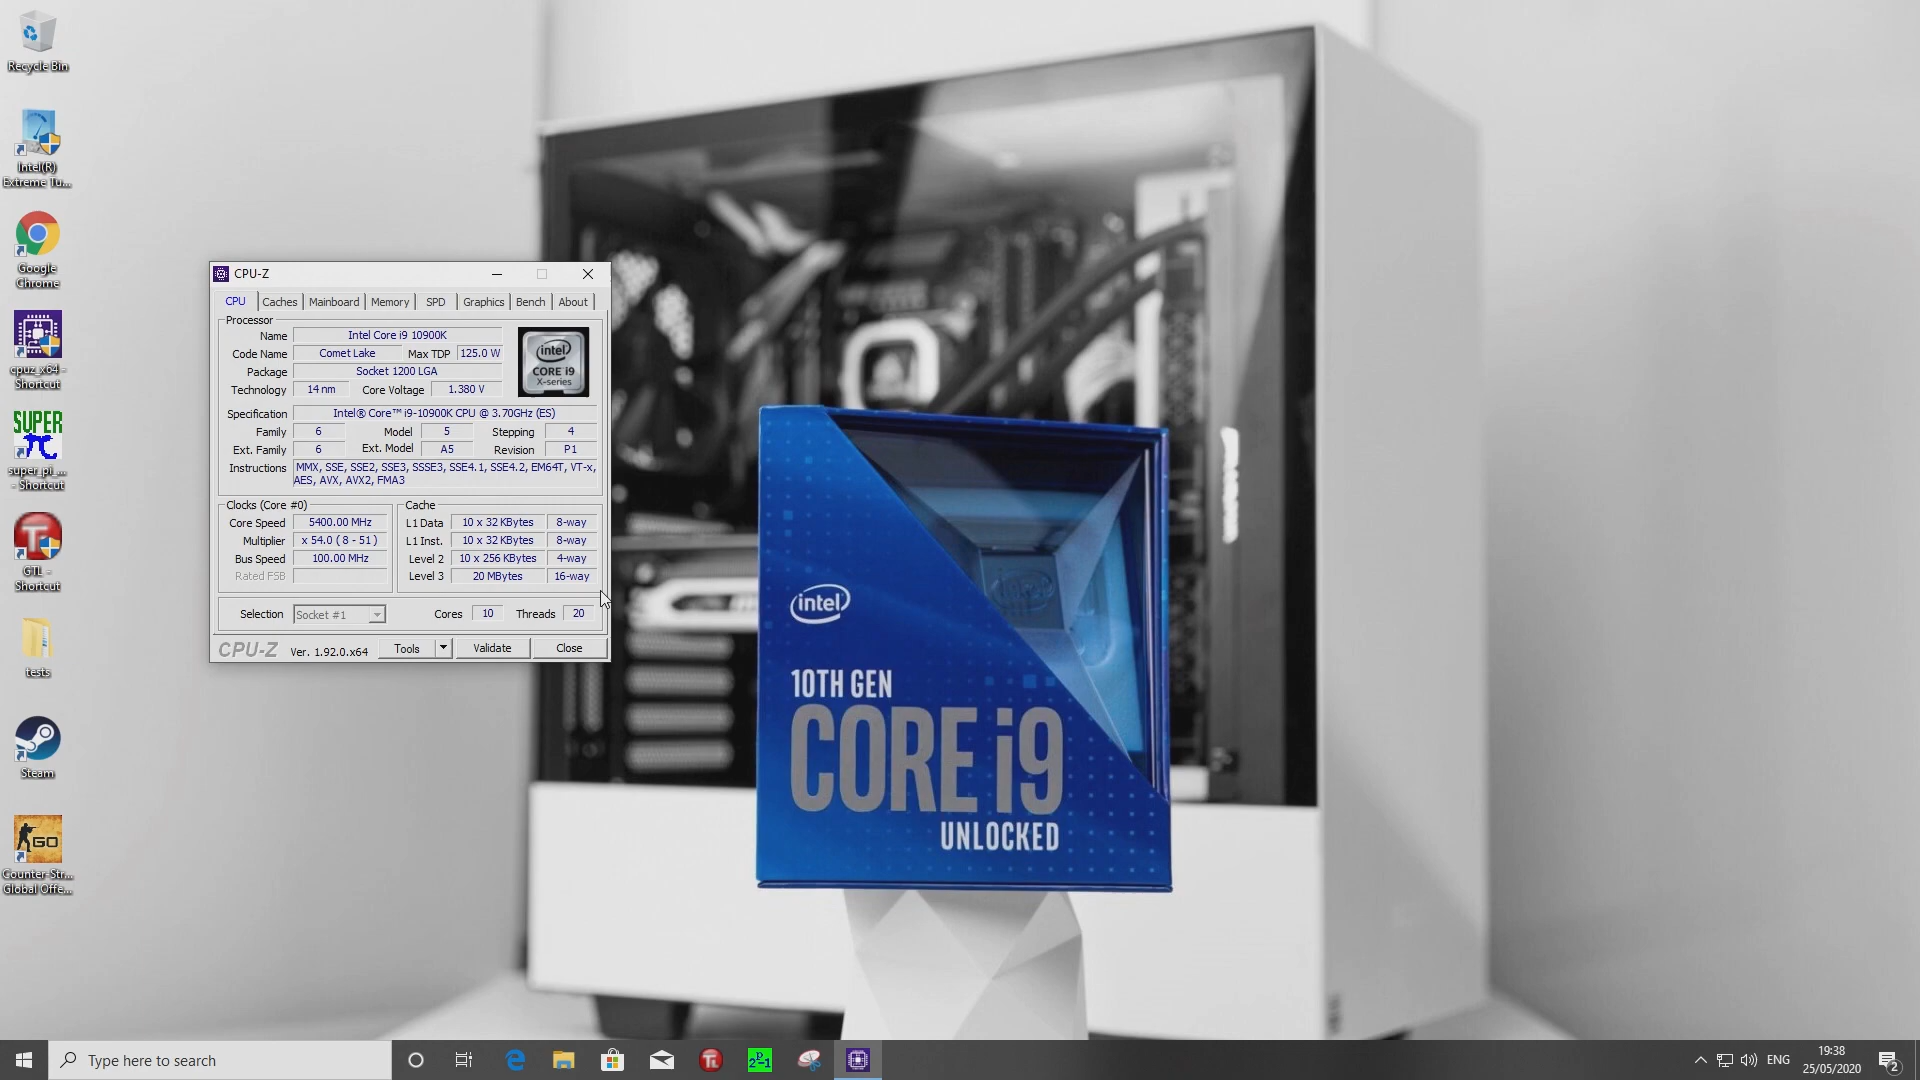 Recycle Bin
Intel(R)
Extreme Tu...
Google
Chrome
cpuz_x64 -
Shortcut
SUPER
π
super_pi_...
- Shortcut
GTL -
Shortcut
tests
Steam
GO
Counter-Str...
Global Offe...
CPU-Z
CPU Caches Mainboard Memory SPD Graphics Bench About
Processor
Name Intel Core i9 10900K
Code Name Comet Lake Max TDP 125.0 W
Package Socket 1200 LGA
Technology 14 nm Core Voltage 1.380 V
intel
CORE i9
X-series
Specification Intel® Core™ i9-10900K CPU @ 3.70GHz (ES)
Family 6 Model 5 Stepping 4
Ext. Family 6 Ext. Model A5 Revision P1
Instructions MMX, SSE, SSE2, SSE3, SSSE3, SSE4.1, SSE4.2, EM64T, VT-x,
AES, AVX, AVX2, FMA3
Clocks (Core #0)
Core Speed 5400.00 MHz
Multiplier x 54.0 ( 8 - 51 )
Bus Speed 100.00 MHz
Rated FSB
Cache
L1 Data 10 x 32 KBytes 8-way
L1 Inst. 10 x 32 KBytes 8-way
Level 2 10 x 256 KBytes 4-way
Level 3 20 MBytes 16-way
Selection Socket #1 Cores 10 Threads 20
CPU-Z Ver. 1.92.0.x64 Tools Validate Close
intel
10TH GEN
CORE i9
UNLOCKED
Type here to search
ENG
19:38
25/05/2020
2